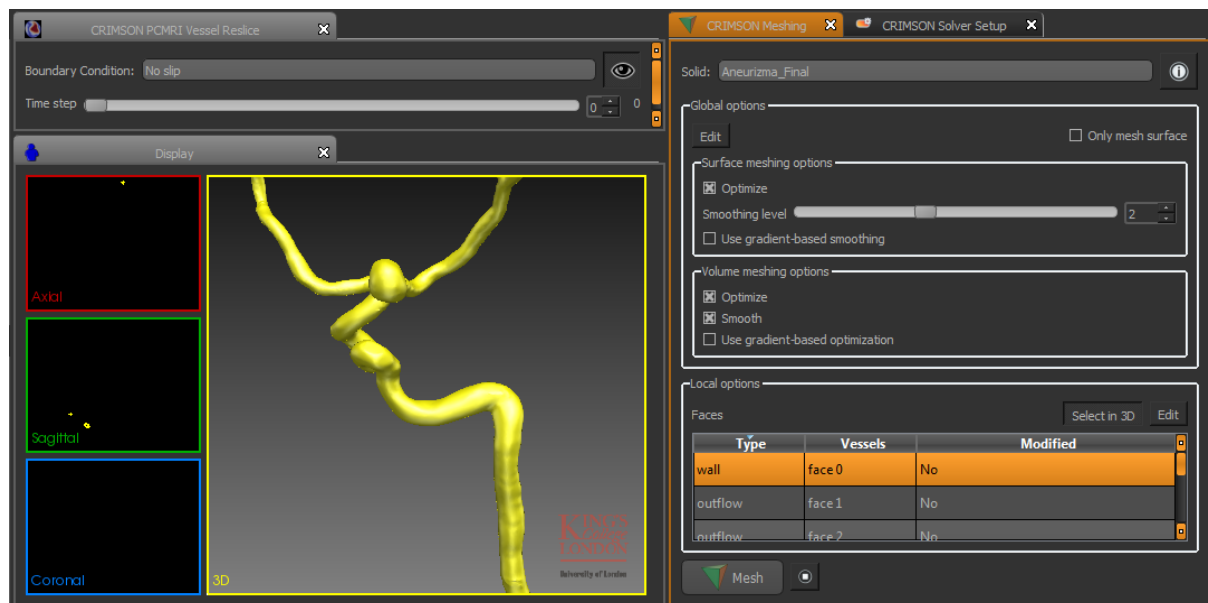 CRIMSON PCMRI Vessel Reslice
Boundary Condition: No slip
Time step 0 0
Display
Axial
Sagittal
Coronal
3D
KING'S
College
LONDON
University of London
CRIMSON Meshing
CRIMSON Solver Setup
Solid: Aneurizma_Final
Global options
Edit
Only mesh surface
Surface meshing options
Optimize
Smoothing level 2
Use gradient-based smoothing
Volume meshing options
Optimize
Smooth
Use gradient-based optimization
Local options
Faces Select in 3D Edit
Type Vessels Modified
wall face 0 No
outflow face 1 No
outflow face 2 No
Mesh